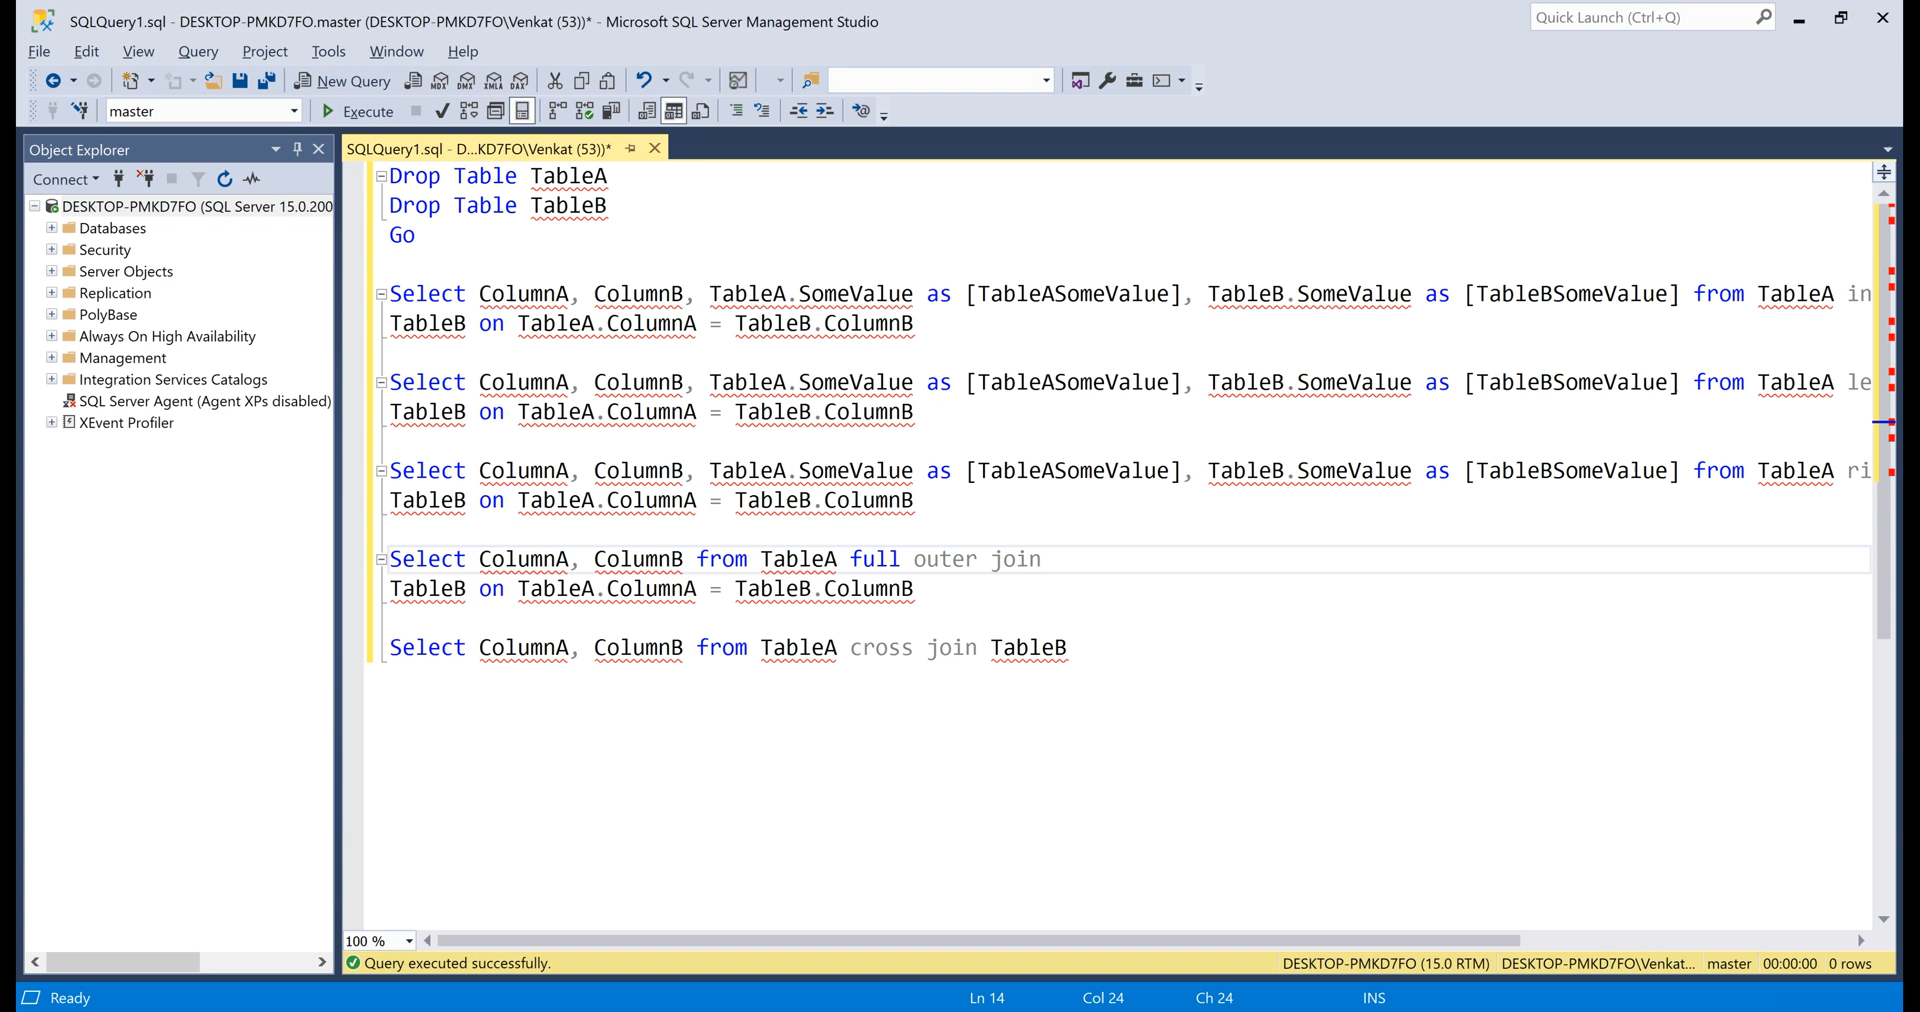 SQLQuery1.sql - DESKTOP-PMKD7FO.master (DESKTOP-PMKD7FO\Venkat (53))* - Microsoft SQL Server Management Studio
Quick Launch (Ctrl+Q)
File Edit View Query Project Tools Window Help
New Query MDX DMX XMLA DAX
master Execute
Object Explorer
SQLQuery1.sql - D...KD7FO\Venkat (53))*
Connect
DESKTOP-PMKD7FO (SQL Server 15.0.200
Databases
Security
Server Objects
Replication
PolyBase
Always On High Availability
Management
Integration Services Catalogs
SQL Server Agent (Agent XPs disabled)
XEvent Profiler
Drop Table TableA
Drop Table TableB
Go
Select ColumnA, ColumnB, TableA.SomeValue as [TableASomeValue], TableB.SomeValue as [TableBSomeValue] from TableA in
TableB on TableA.ColumnA = TableB.ColumnB
Select ColumnA, ColumnB, TableA.SomeValue as [TableASomeValue], TableB.SomeValue as [TableBSomeValue] from TableA le
TableB on TableA.ColumnA = TableB.ColumnB
Select ColumnA, ColumnB, TableA.SomeValue as [TableASomeValue], TableB.SomeValue as [TableBSomeValue] from TableA ri
TableB on TableA.ColumnA = TableB.ColumnB
Select ColumnA, ColumnB from TableA full outer join
TableB on TableA.ColumnA = TableB.ColumnB
Select ColumnA, ColumnB from TableA cross join TableB
100 %
Query executed successfully. DESKTOP-PMKD7FO (15.0 RTM) DESKTOP-PMKD7FO\Venkat... master 00:00:00 0 rows
Ready Ln 14 Col 24 Ch 24 INS